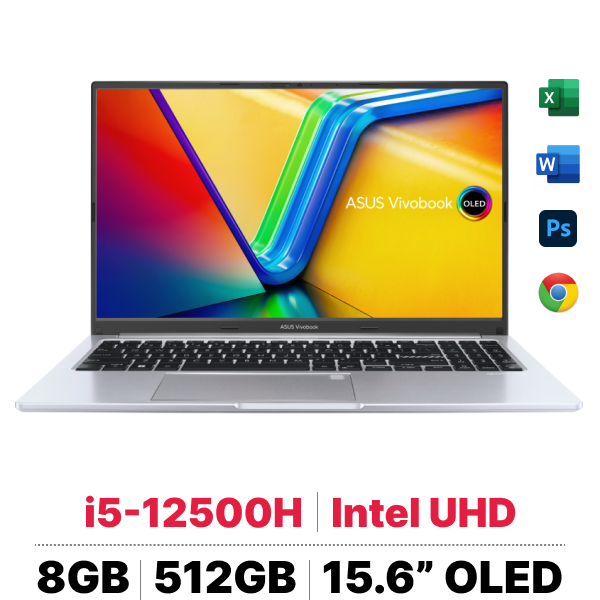 X
W
ASUS Vivobook OLED
Ps
ASUS Vivobook
i5-12500H | Intel UHD
8GB | 512GB | 15.6” OLED